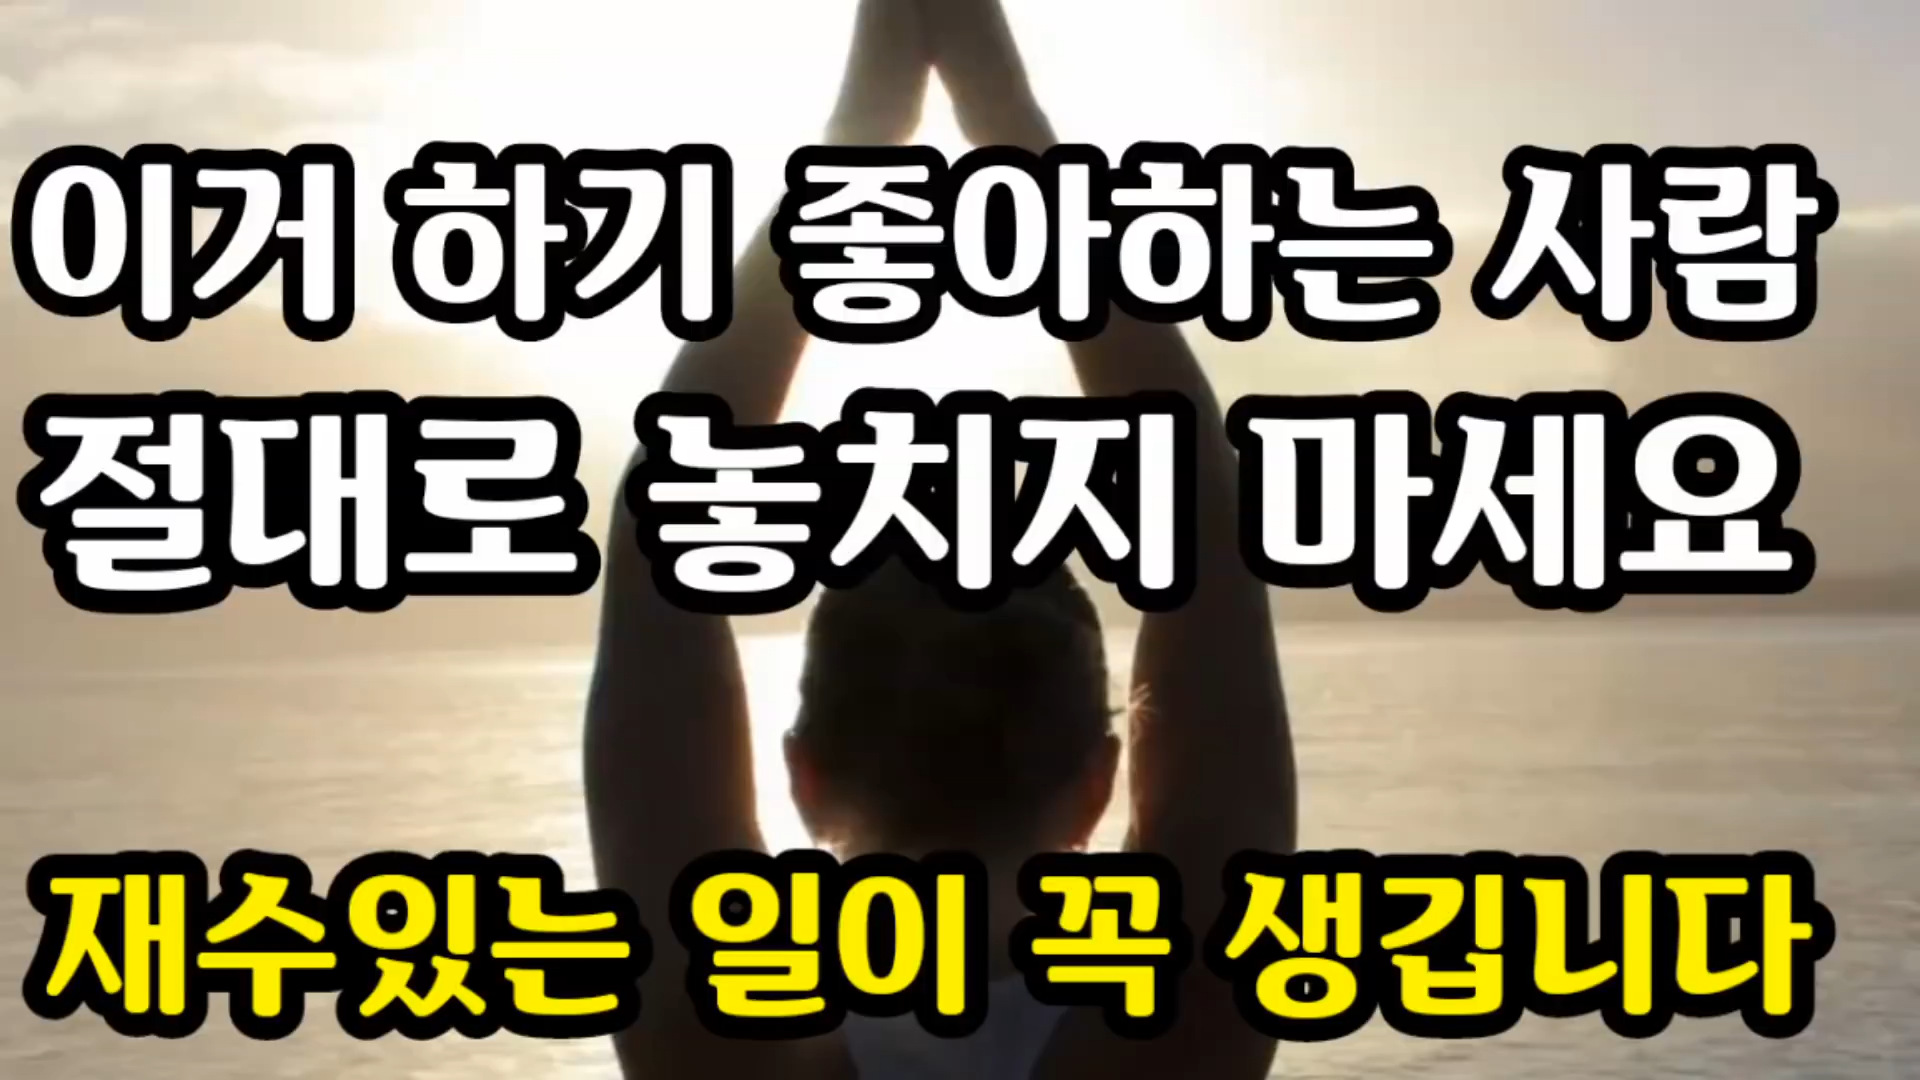 이거 하기 좋아하는 사람
절대로 놓치지 마세요
재수있는 일이 꼭 생깁니다